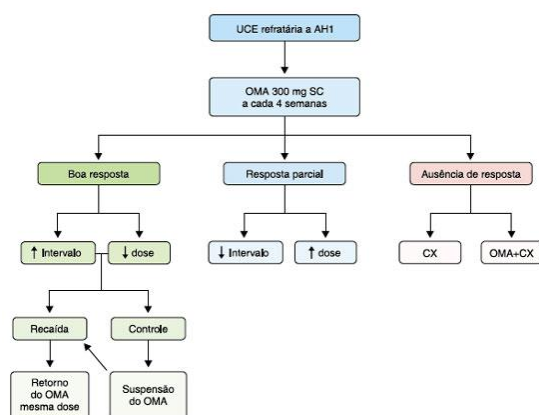 UCE refratária a AH1
OMA 300 mg SC
a cada 4 semanas
Boa resposta
Resposta parcial
Ausência de resposta
↑ Intervalo
↓ dose
↓ Intervalo
↑ dose
CX
OMA+CX
Recaída
Controle
Retorno
do OMA
mesma dose
Suspensão
do OMA